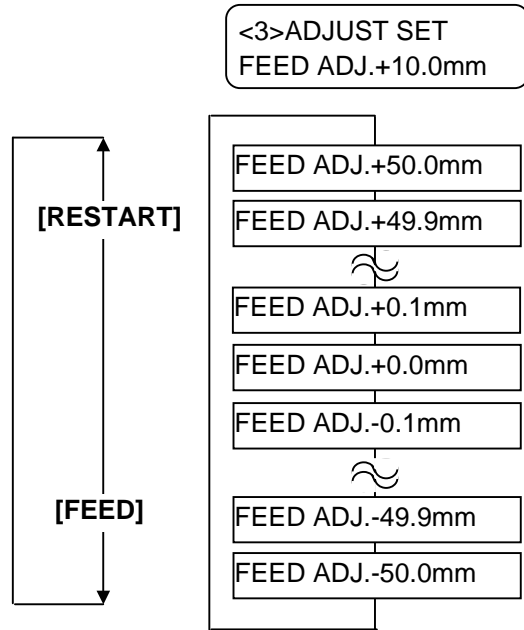 <3>ADJUST SET
FEED ADJ.+10.0mm
FEED ADJ.+50.0mm
[RESTART]
FEED ADJ.+49.9mm
FEED ADJ.+0.1mm
FEED ADJ.+0.0mm
FEED ADJ.-0.1mm
[FEED]
FEED ADJ.-49.9mm
FEED ADJ.-50.0mm